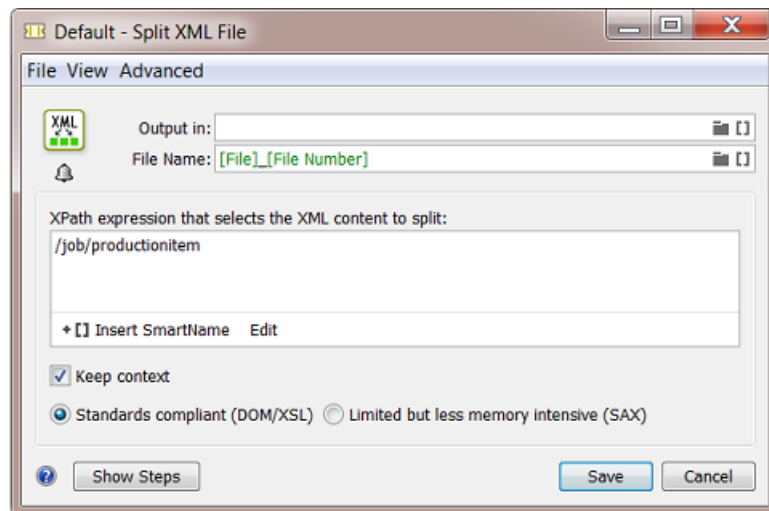 Default - Split XML File
File View Advanced
XML
Output in:
File Name: [File]_[File Number]
XPath expression that selects the XML content to split:
/job/productionitem
+[] Insert SmartName Edit
Keep context
Standards compliant (DOM/XSL) Limited but less memory intensive (SAX)
? Show Steps Save Cancel